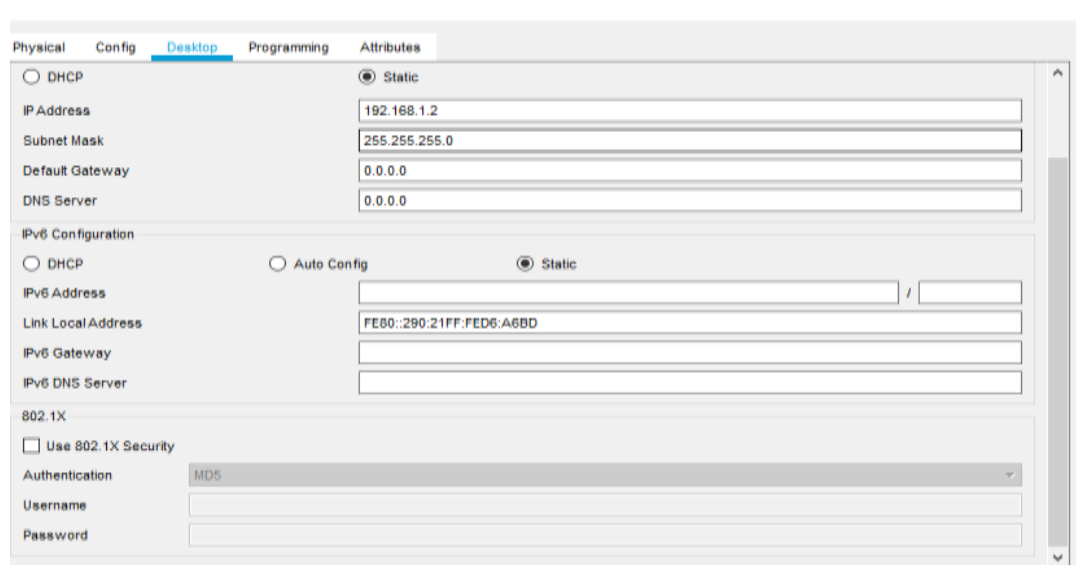 Physical Config Desktop Programming Attributes
DHCP Static
IP Address 192.168.1.2
Subnet Mask 255.255.255.0
Default Gateway 0.0.0.0
DNS Server 0.0.0.0
IPv6 Configuration
DHCP Auto Config Static
IPv6 Address /
Link Local Address FE80::290:21FF:FED6:A6BD
IPv6 Gateway
IPv6 DNS Server
802.1X
Use 802.1X Security
Authentication MD5
Username
Password